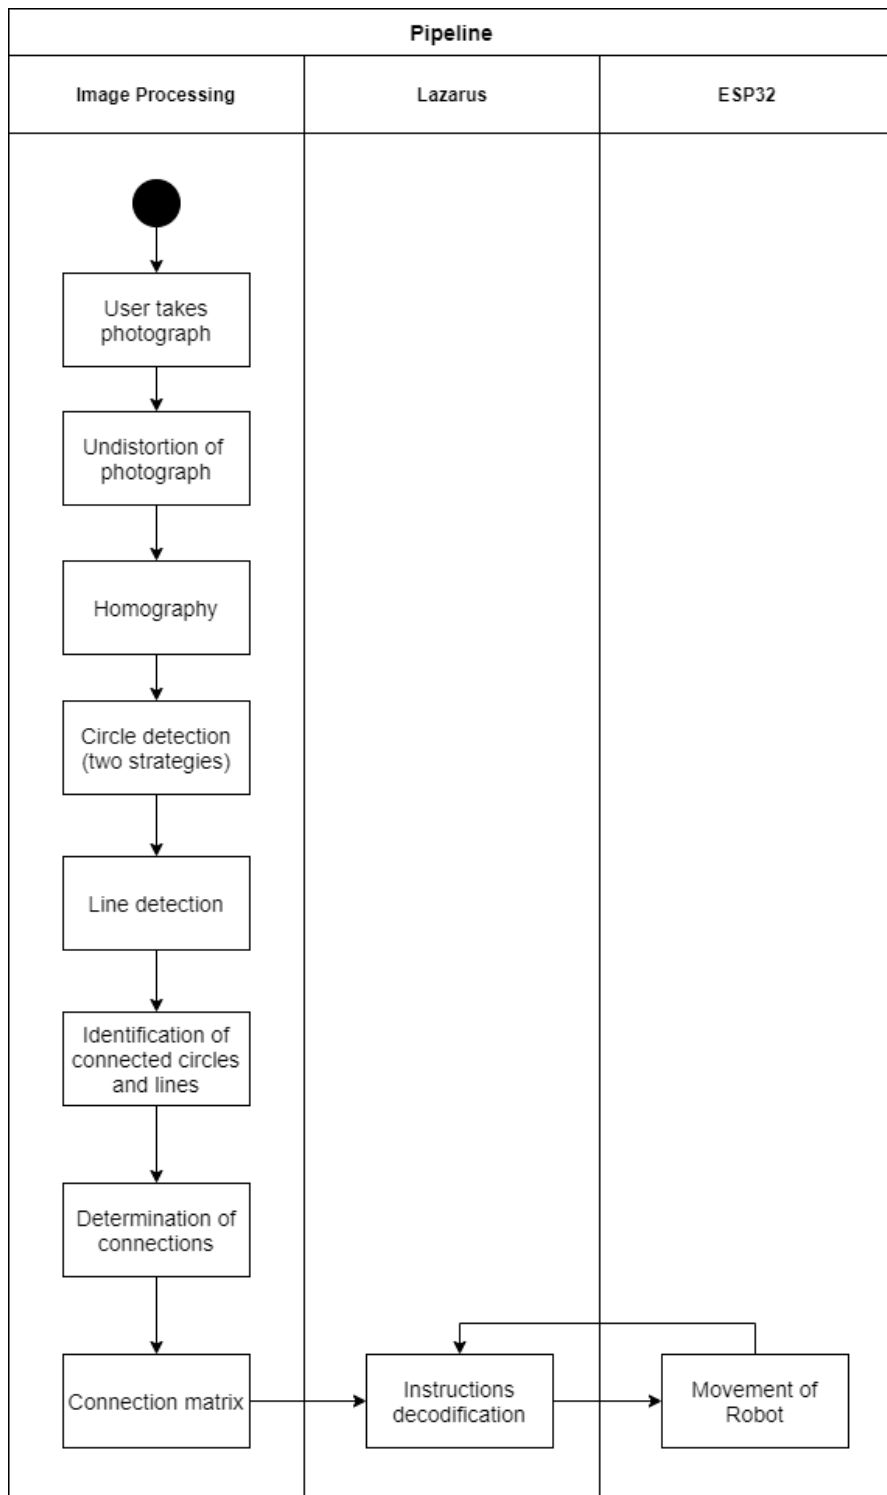 Pipeline
Image Processing
Lazarus
ESP32
User takes
photograph
Undistortion of
photograph
Homography
Circle detection
(two strategies)
Line detection
Identification of
connected circles
and lines
Determination of
connections
Connection matrix
Instructions
decodification
Movement of
Robot